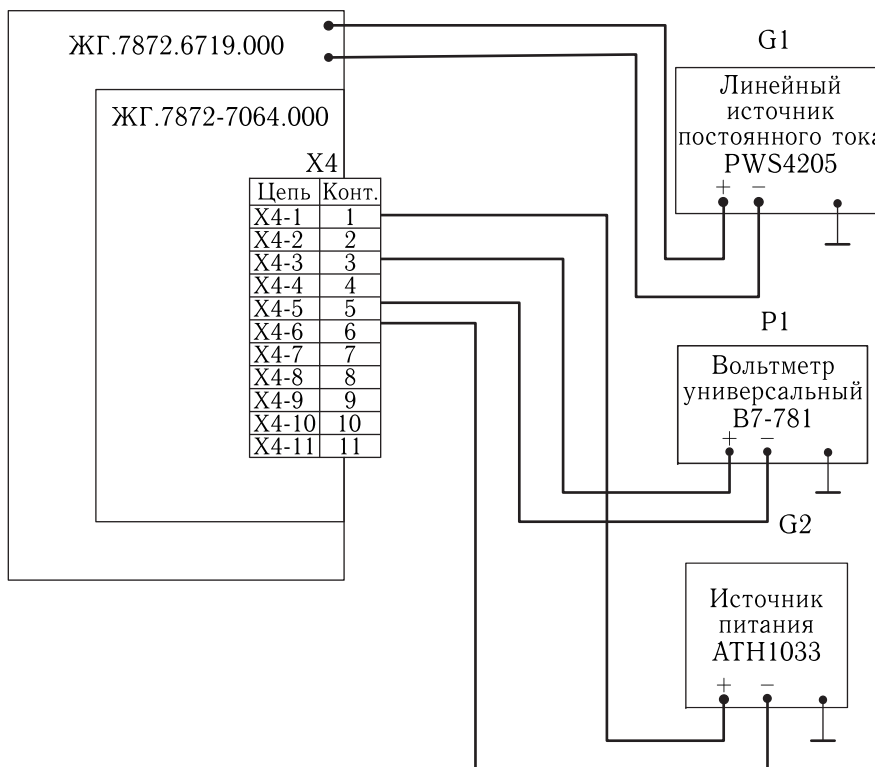 ЖГ.7872.6719.000
ЖГ.7872-7064.000
X4
Цепь Конт.
X4-1 1
X4-2 2
X4-3 3
X4-4 4
X4-5 5
X4-6 6
X4-7 7
X4-8 8
X4-9 9
X4-10 10
X4-11 11
G1
Линейный
источник
постоянного тока
PWS4205
+ −
P1
Вольтметр
универсальный
В7-781
+ −
G2
Источник
питания
АТН1033
+ −